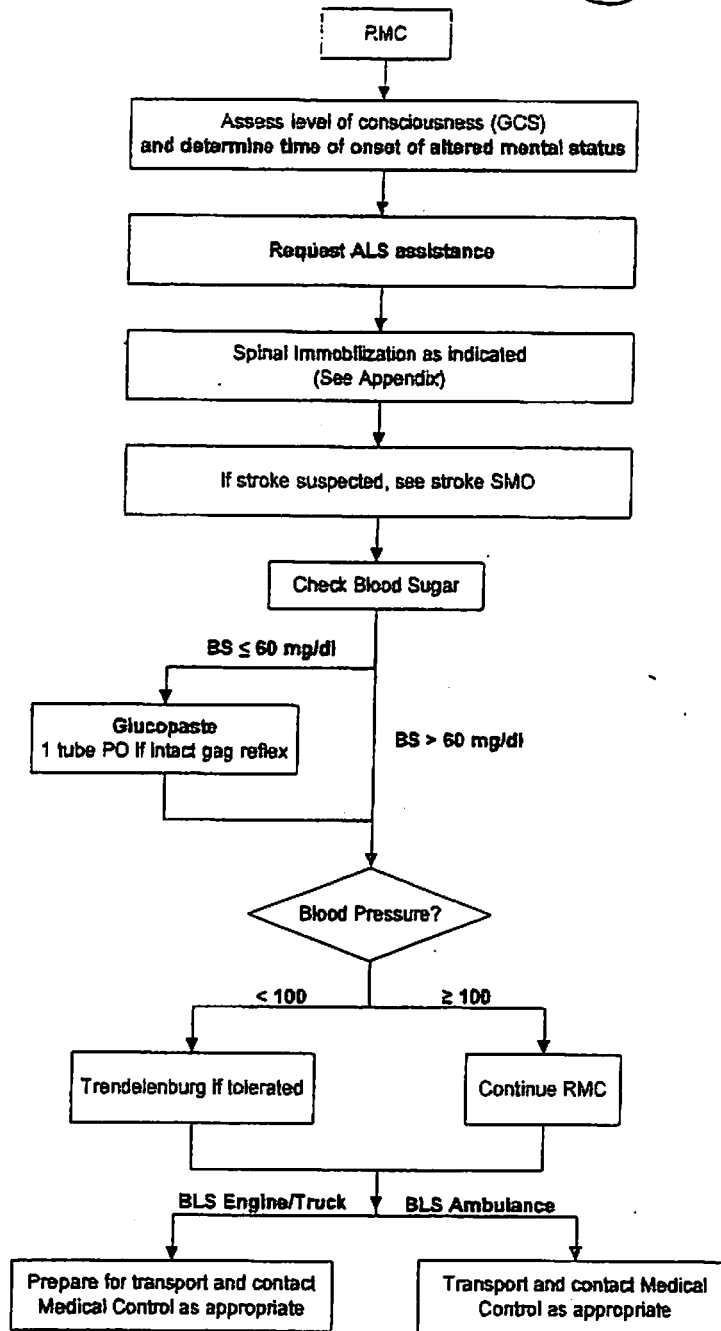 RMC
Assess level of consciousness (GCS)
and determine time of onset of altered mental status
Request ALS assistance
Spinal Immobilization as indicated
(See Appendix)
If stroke suspected, see stroke SMO
Check Blood Sugar
BS ≤ 60 mg/dl
Glucopaste
1 tube PO if intact gag reflex
BS > 60 mg/dl
Blood Pressure?
< 100
≥ 100
Trendelenburg if tolerated
Continue RMC
BLS Engine/Truck
BLS Ambulance
Prepare for transport and contact
Medical Control as appropriate
Transport and contact Medical
Control as appropriate